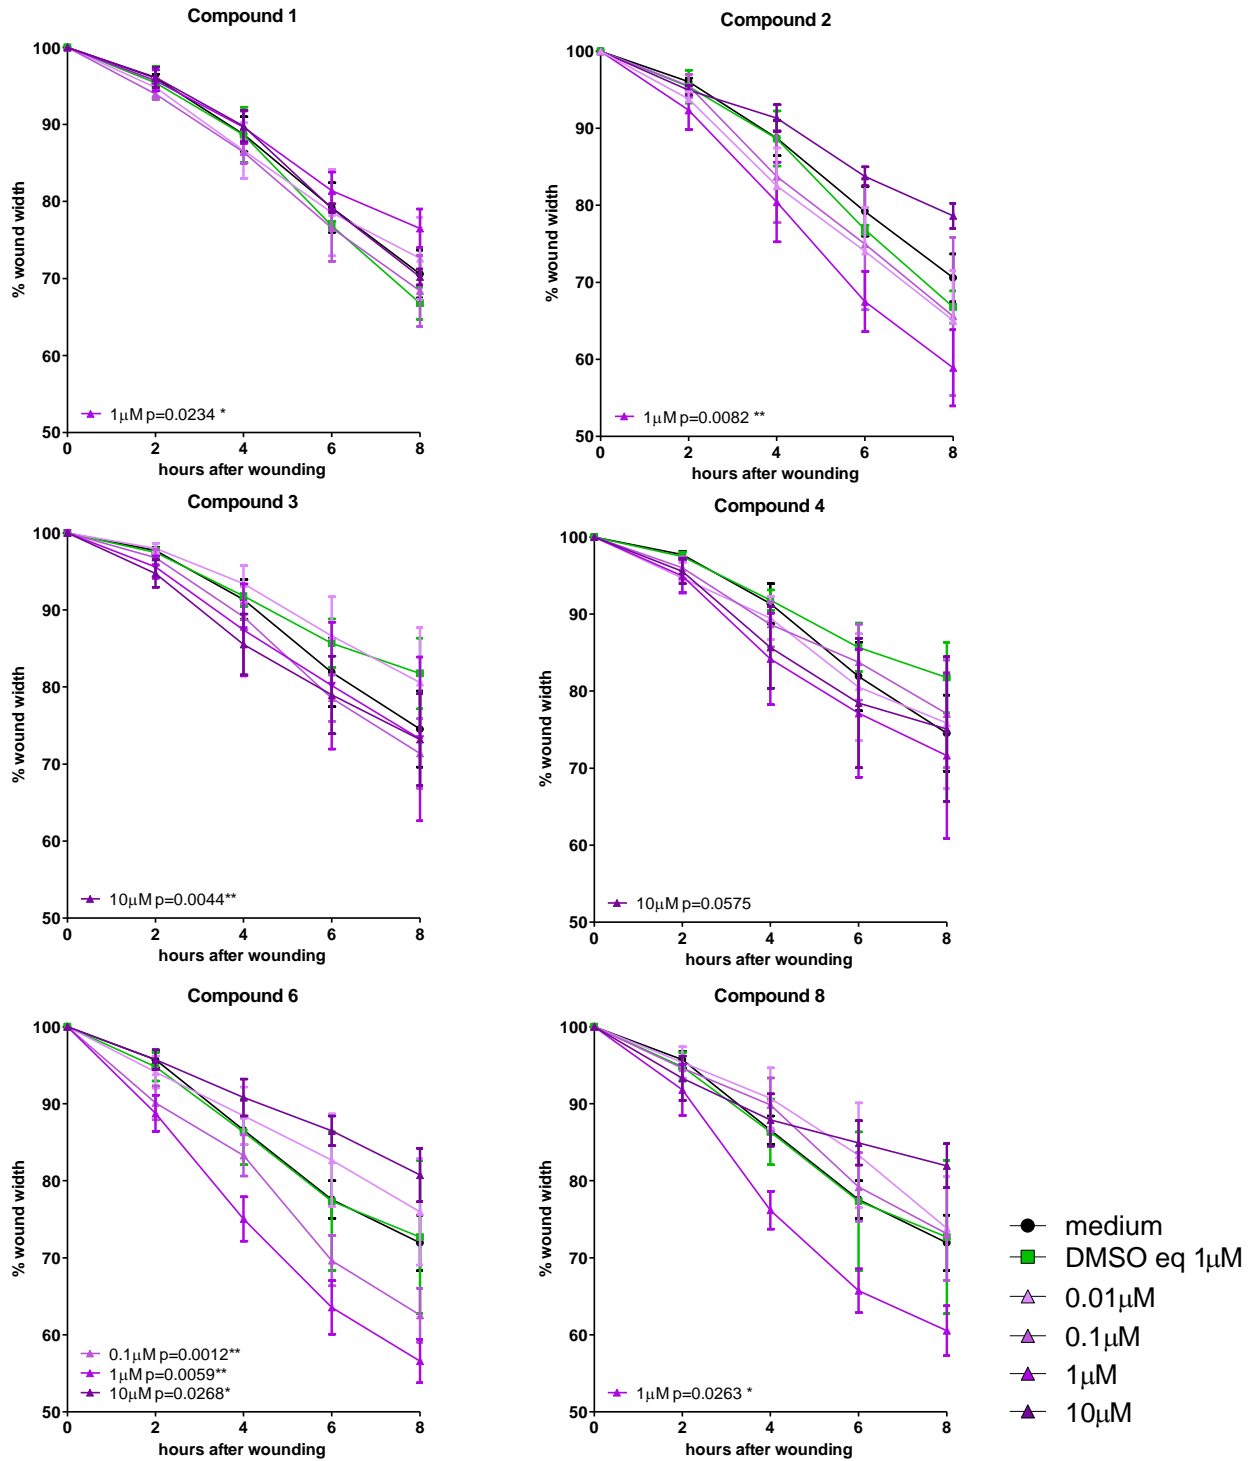 Compound 1
100
90
80
70
60
50
% wound width
1μM p=0.0234 *
0 2 4 6 8
hours after wounding
Compound 2
100
90
80
70
60
50
% wound width
1μM p=0.0082 **
0 2 4 6 8
hours after wounding
Compound 3
100
90
80
70
60
50
% wound width
10μM p=0.0044**
0 2 4 6 8
hours after wounding
Compound 4
100
90
80
70
60
50
% wound width
10μM p=0.0575
0 2 4 6 8
hours after wounding
Compound 6
100
90
80
70
60
50
% wound width
0.1μM p=0.0012**
1μM p=0.0059**
10μM p=0.0268*
0 2 4 6 8
hours after wounding
Compound 8
100
90
80
70
60
50
% wound width
1μM p=0.0263 *
0 2 4 6 8
hours after wounding
medium
DMSO eq 1μM
0.01μM
0.1μM
1μM
10μM